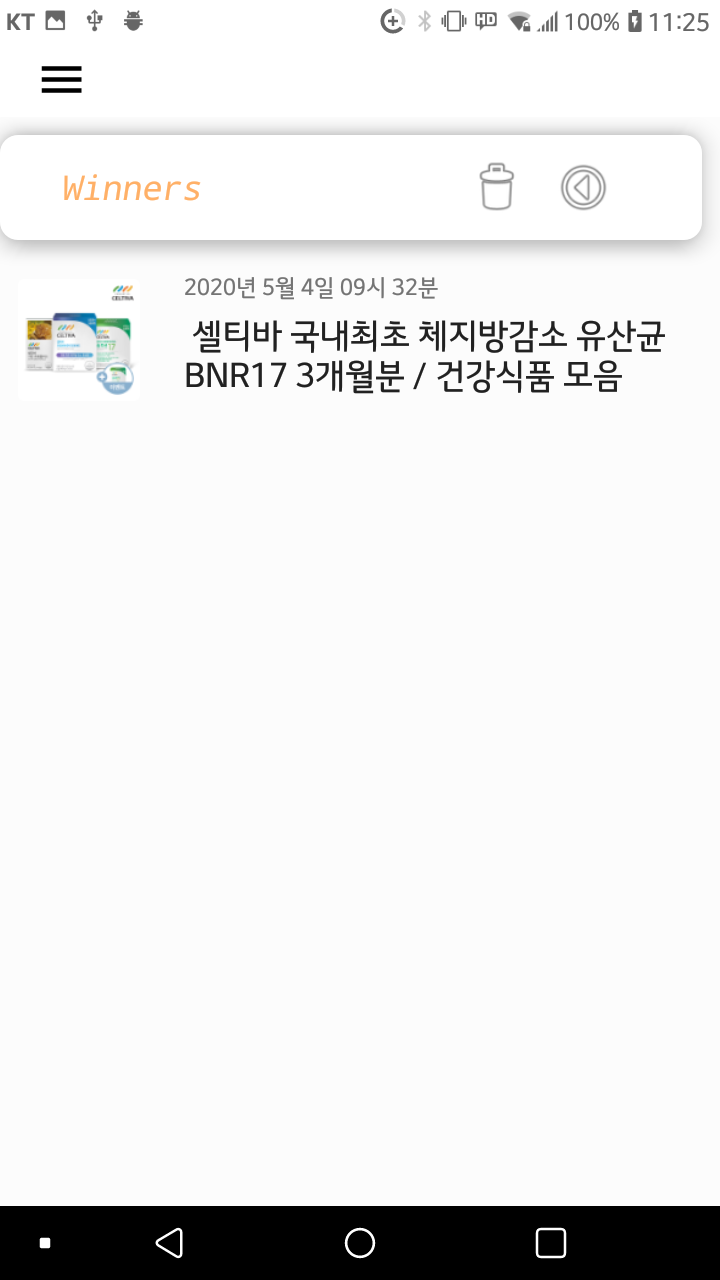 KT 100% 11:25
Winners
2020년 5월 4일 09시 32분
셀티바 국내최초 체지방감소 유산균
BNR17 3개월분 / 건강식품 모음
CELTIVA